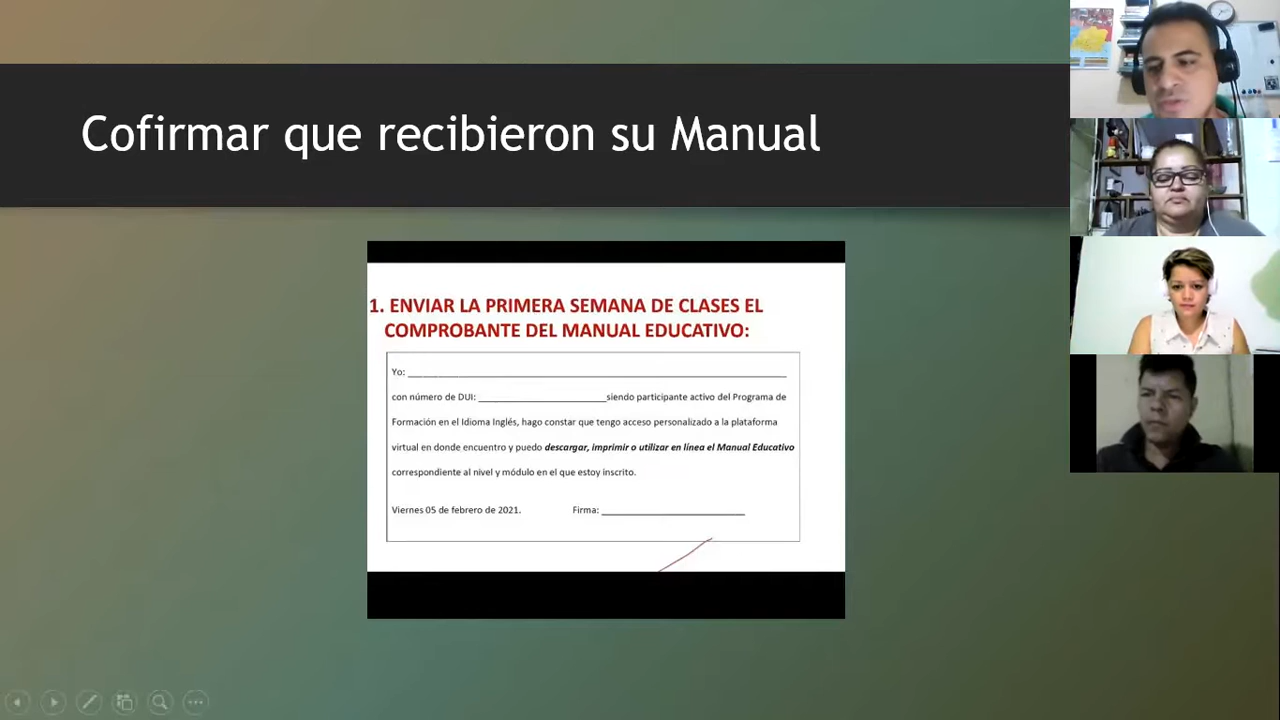 Cofirmar que recibieron su Manual
1. ENVIAR LA PRIMERA SEMANA DE CLASES EL
COMPROBANTE DEL MANUAL EDUCATIVO:
Yo: ______________________________
con número de DUI: ____________________siendo participante activo del Programa de
Formación en el Idioma Inglés, hago constar que tengo acceso personalizado a la plataforma
virtual en donde encuentro y puedo descargar, imprimir o utilizar en línea el Manual Educativo
correspondiente al nivel y módulo en el que estoy inscrito.
Viernes 05 de febrero de 2021. Firma: ____________________